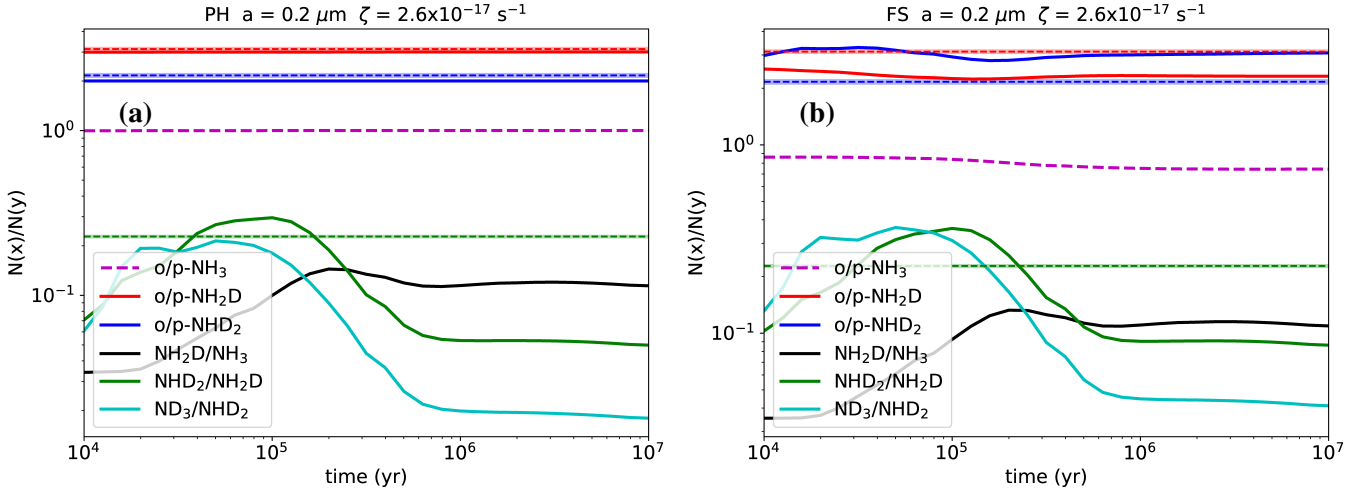 PH a = 0.2 μm ζ = 2.6x10⁻¹⁷ s⁻¹
(a)
N(x)/N(y)
10⁰
10⁻¹
o/p-NH₃
o/p-NH₂D
o/p-NHD₂
NH₂D/NH₃
NHD₂/NH₂D
ND₃/NHD₂
10⁴ 10⁵ 10⁶ 10⁷
time (yr)
FS a = 0.2 μm ζ = 2.6x10⁻¹⁷ s⁻¹
(b)
N(x)/N(y)
10⁰
10⁻¹
o/p-NH₃
o/p-NH₂D
o/p-NHD₂
NH₂D/NH₃
NHD₂/NH₂D
ND₃/NHD₂
10⁴ 10⁵ 10⁶ 10⁷
time (yr)